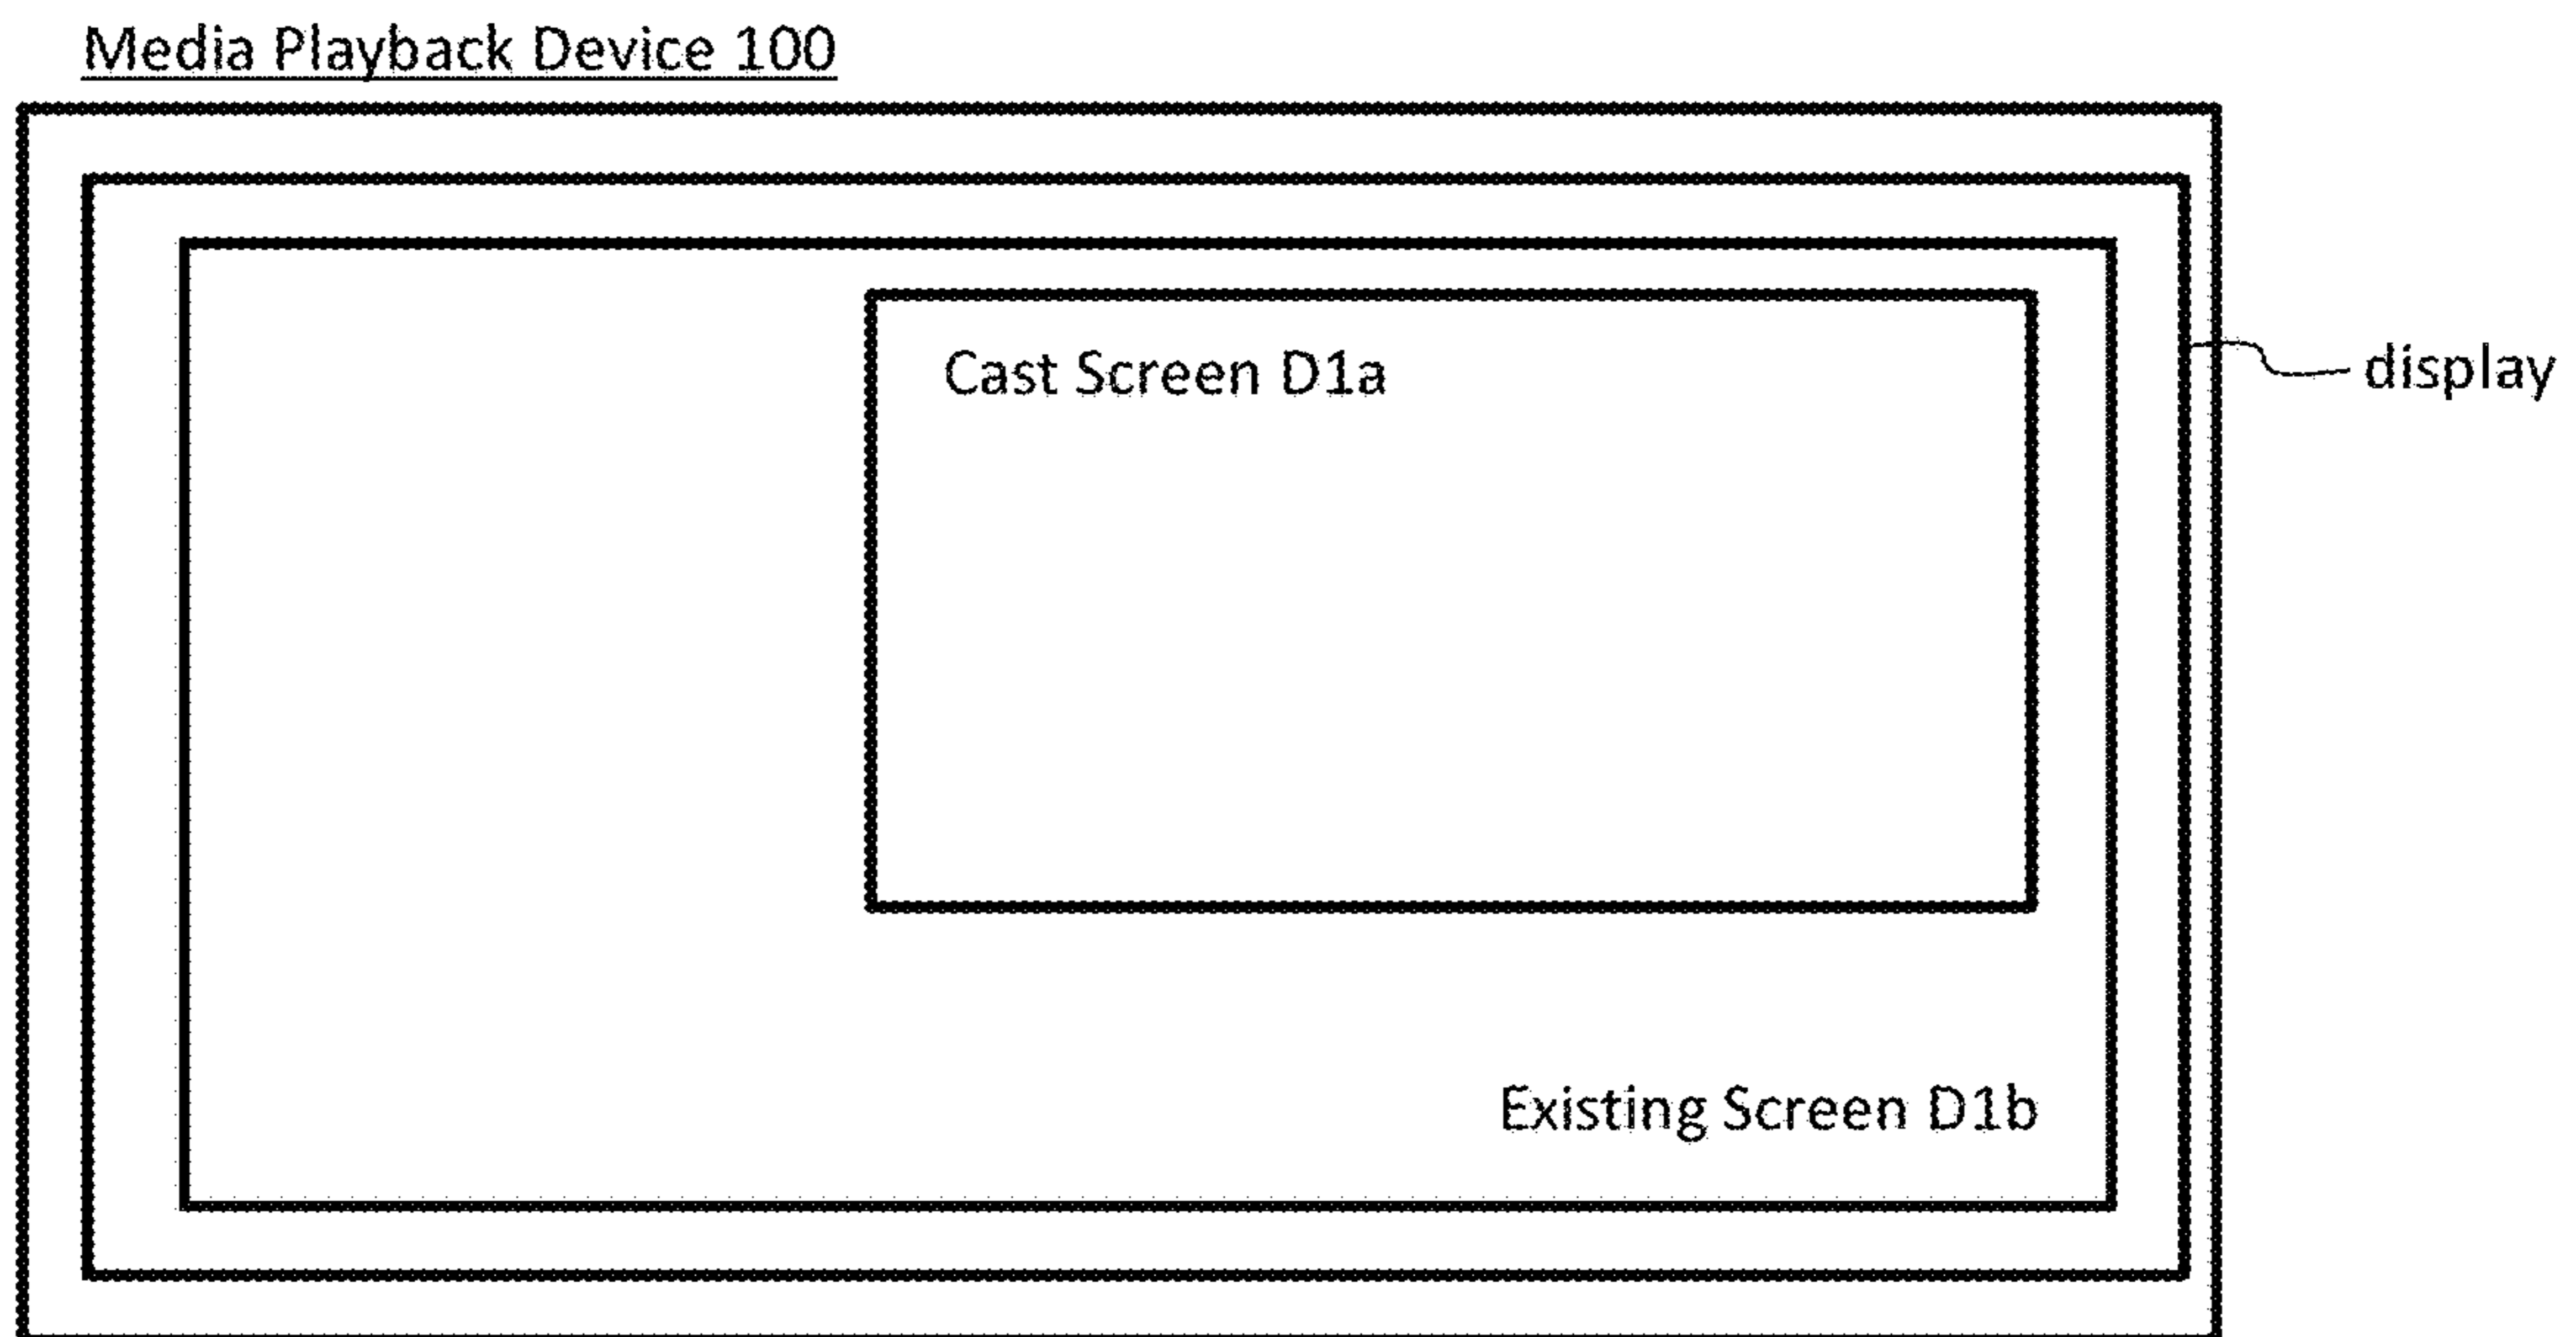 Media Playback Device 100
Cast Screen D1a
display
Existing Screen D1b